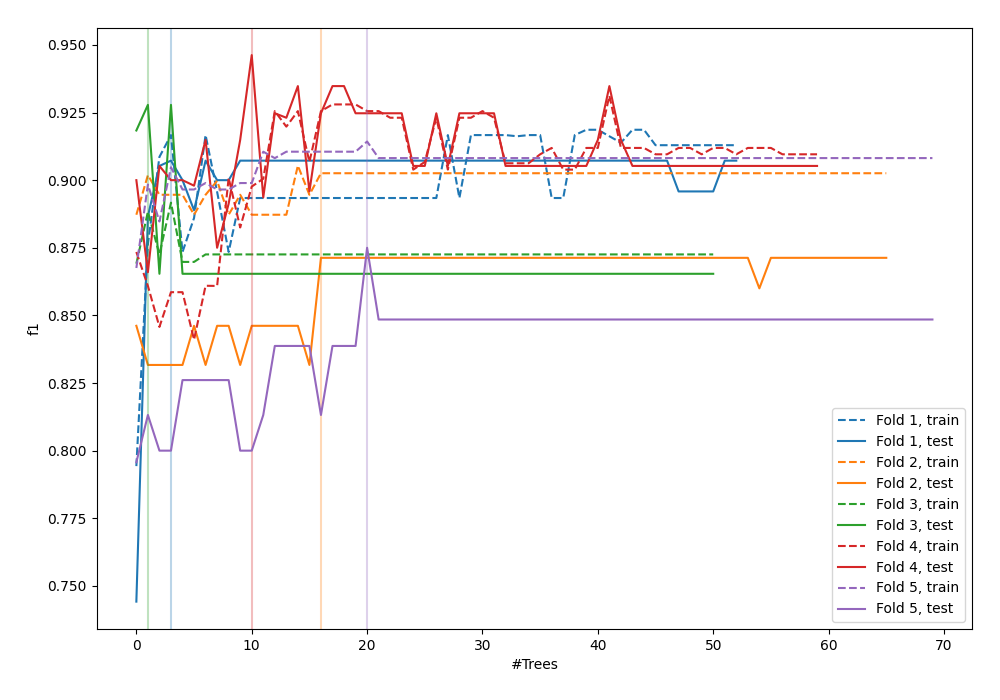 0.950
0.925
0.900
0.875
0.850
0.825
0.800
0.775
0.750
f1
0
10
20
30
40
50
60
70
#Trees
Fold 1, train
Fold 1, test
Fold 2, train
Fold 2, test
Fold 3, train
Fold 3, test
Fold 4, train
Fold 4, test
Fold 5, train
Fold 5, test